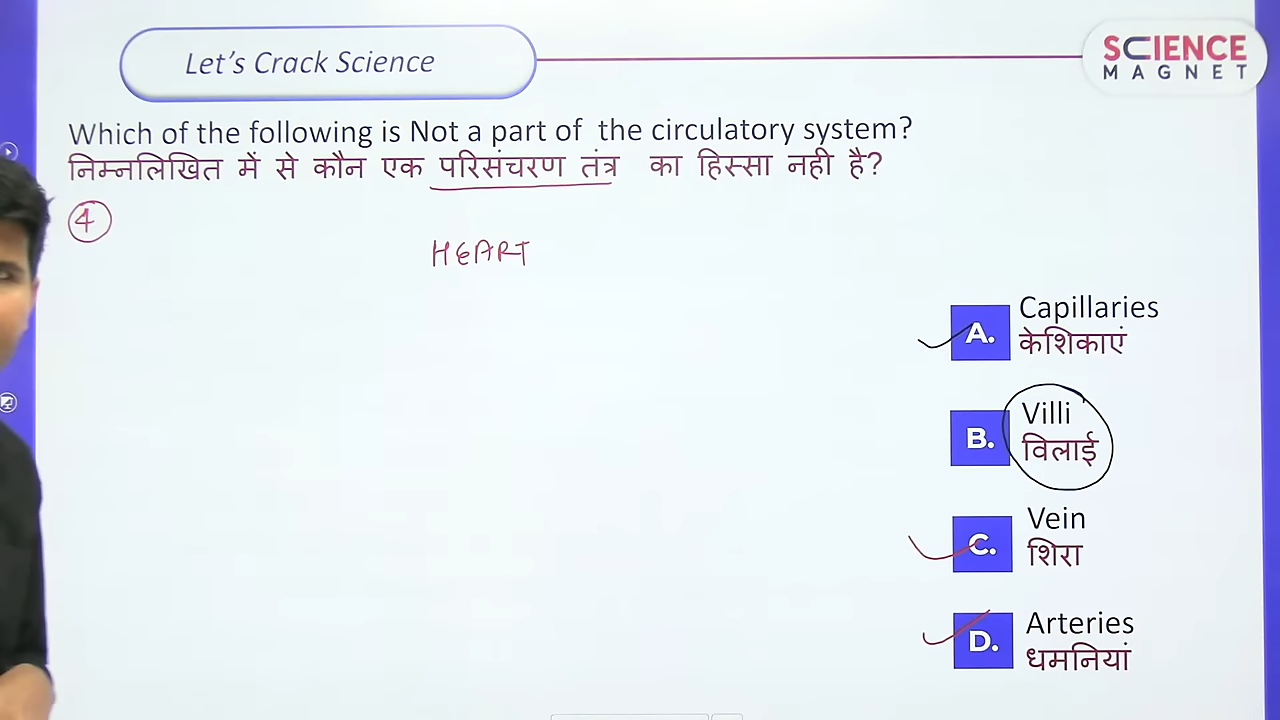 Let's Crack Science
SCIENCE
MAGNET
Which of the following is Not a part of the circulatory system?
निम्नलिखित में से कौन एक परिसंचरण तंत्र का हिस्सा नही है?
4
HEART
A.
Capillaries
केशिकाएं
B.
Villi
विलाई
C.
Vein
शिरा
D.
Arteries
धमनियां